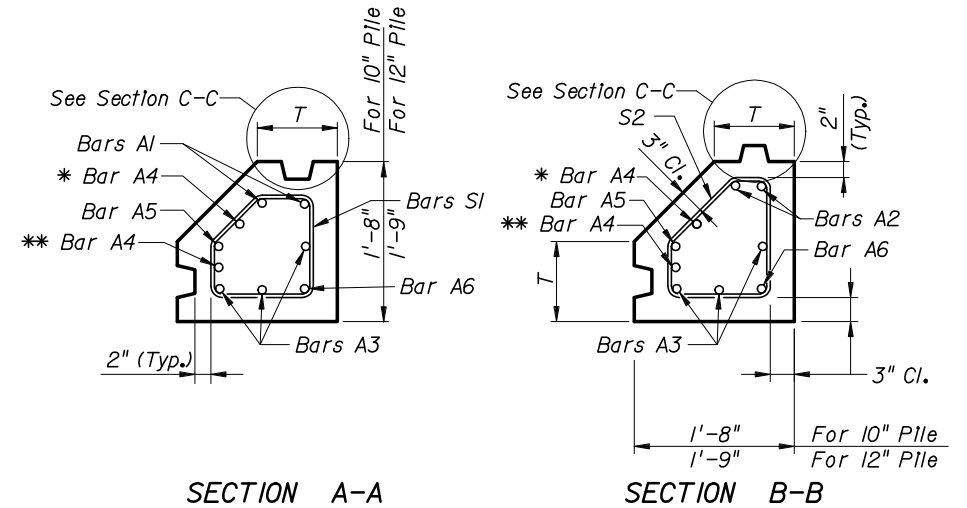 See Section C-C
T
For 10" Pile
For 12" Pile
Bars A1
* Bar A4
Bar A5
** Bar A4
Bars S1
1'-8"
1'-9"
Bar A6
Bars A3
2" (Typ.)
SECTION A-A
See Section C-C
T
S2
3" Cl.
2"
(Typ.)
* Bar A4
Bar A5
** Bar A4
Bars A2
Bar A6
T
Bars A3
3" Cl.
1'-8"
For 10" Pile
1'-9"
For 12" Pile
SECTION B-B